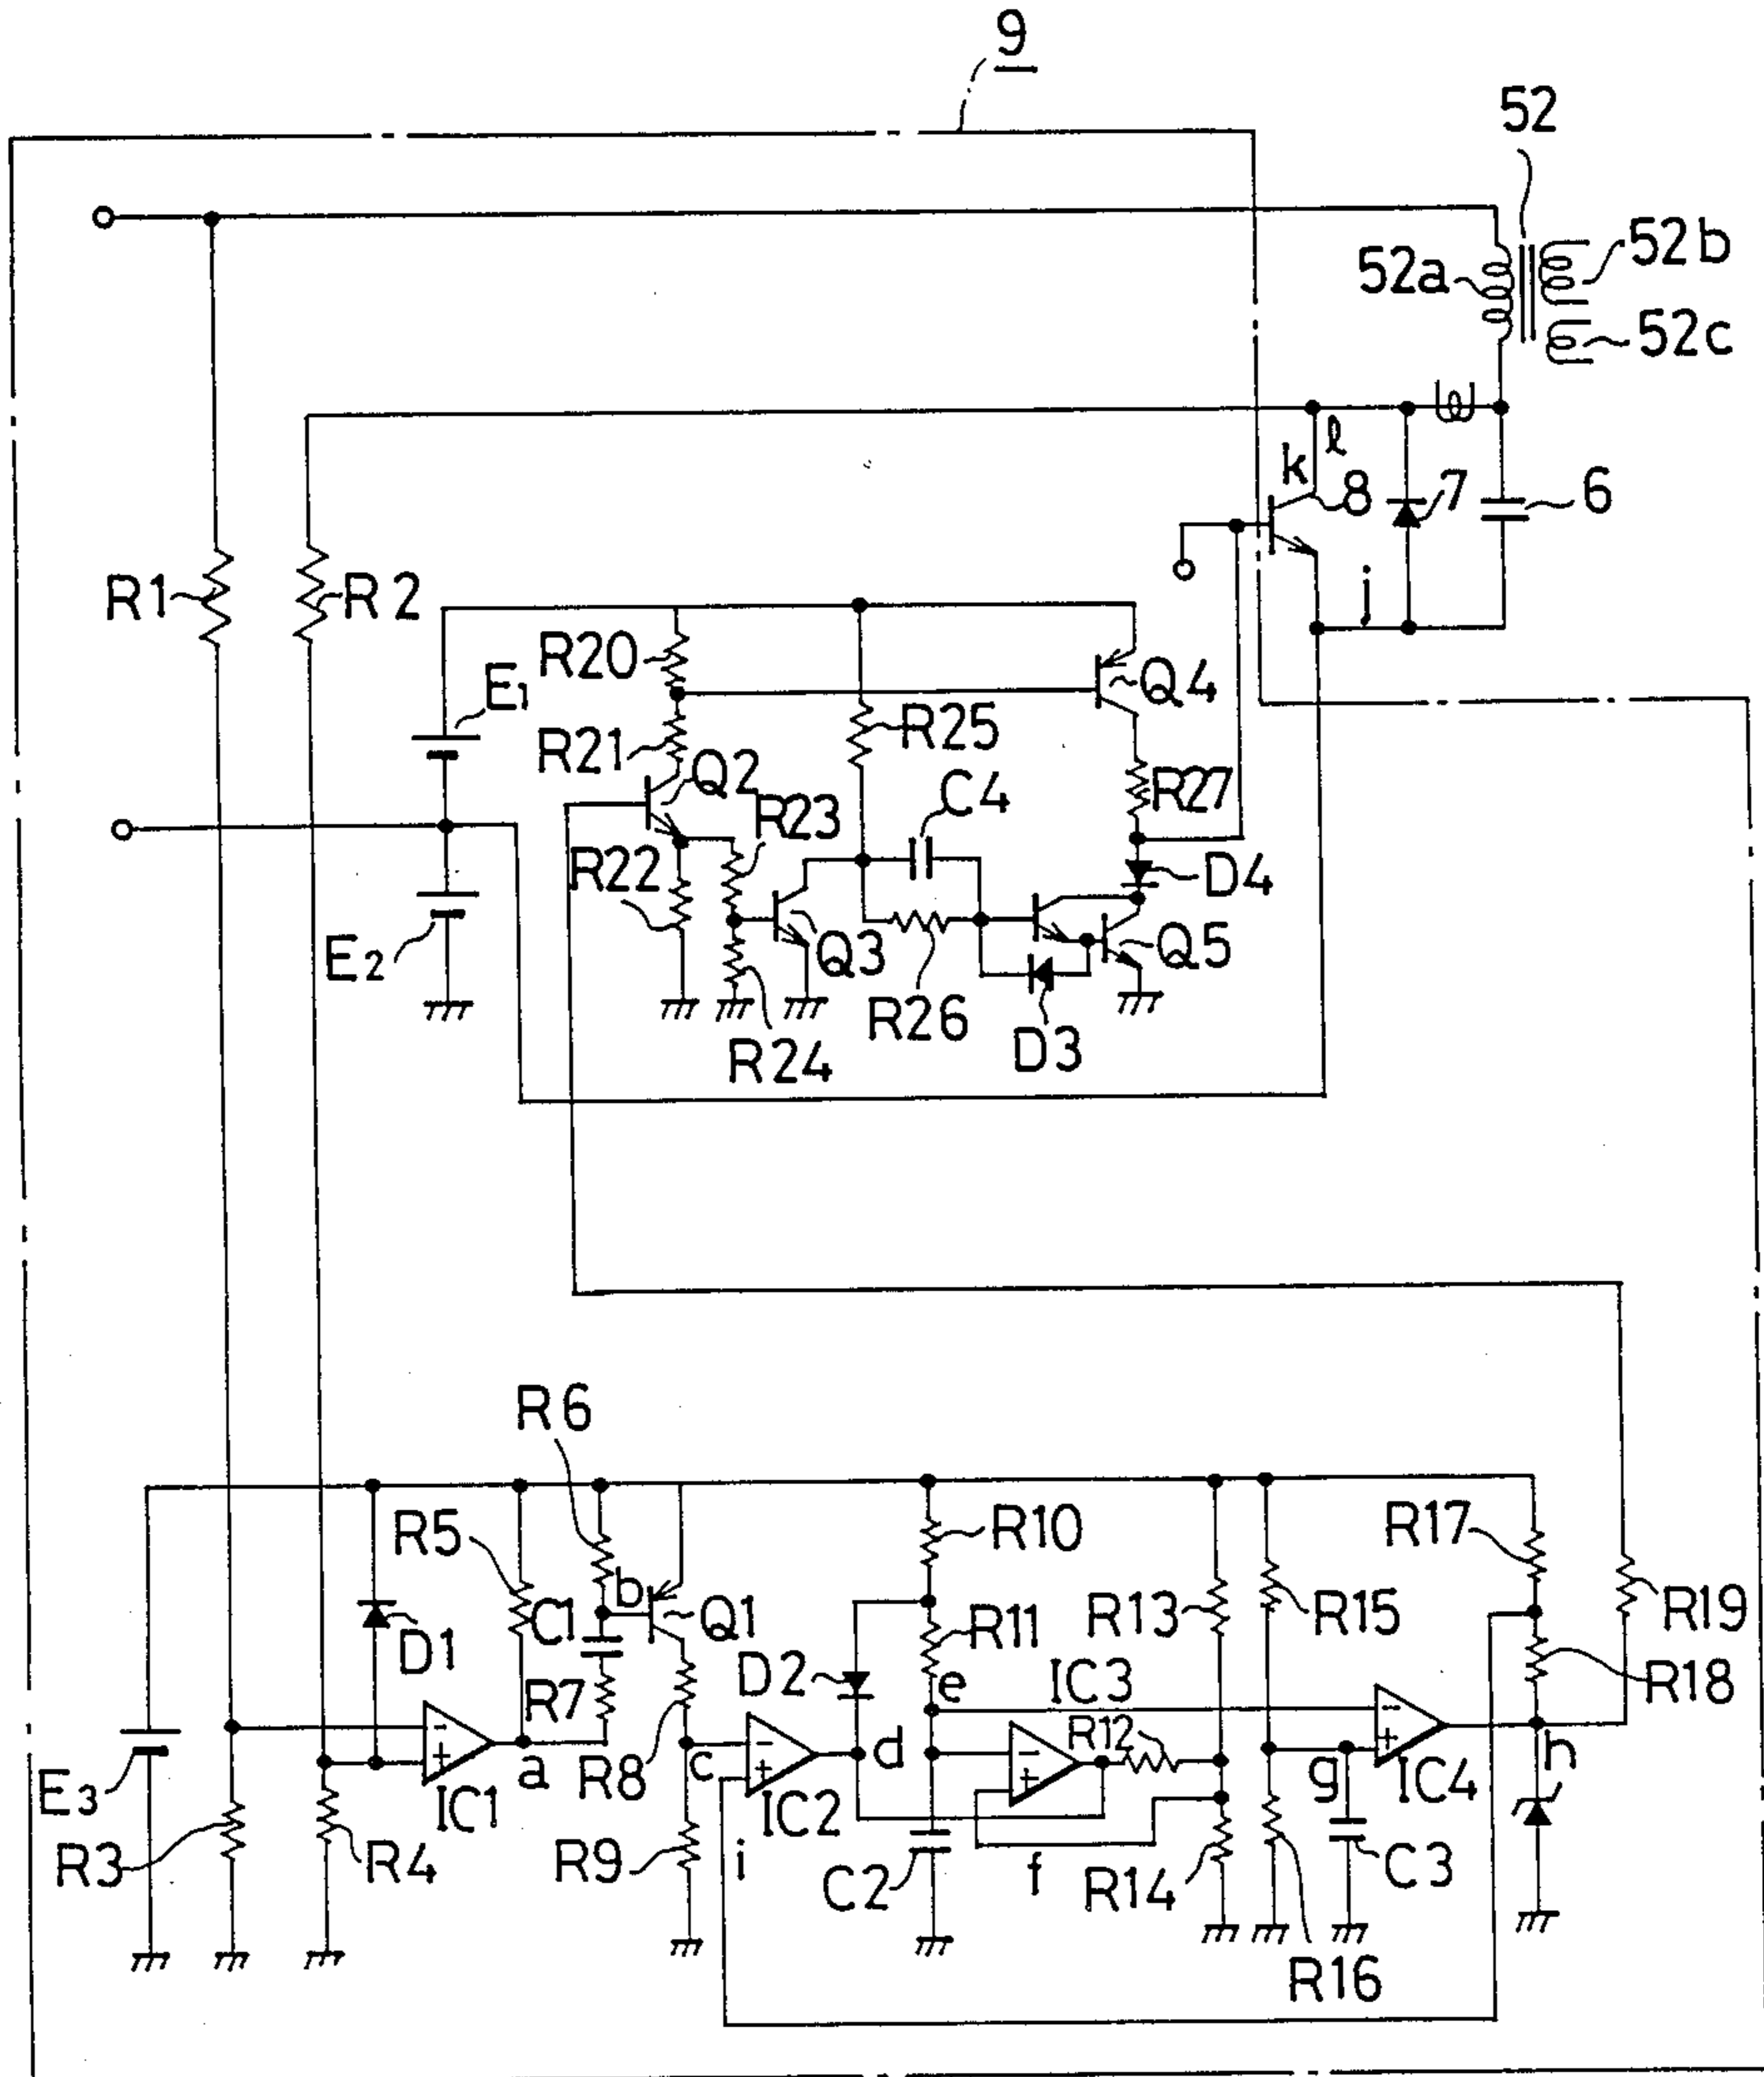 9
52
52a
52b
52c
l
k
8
7
6
j
R1
R2
R20
E1
Q4
R21
R25
Q2
C4
R27
R23
R22
D4
E2
Q3
Q5
R26
D3
R24
R6
R5
R10
R17
b
C1
Q1
R13
R15
R19
D1
R11
R7
D2
e
IC3
R18
-
+
a
R8
c
-
+
d
-
+
R12
-
+
h
E3
IC1
IC2
g
IC4
R3
R4
R9
i
C2
f
R14
C3
R16